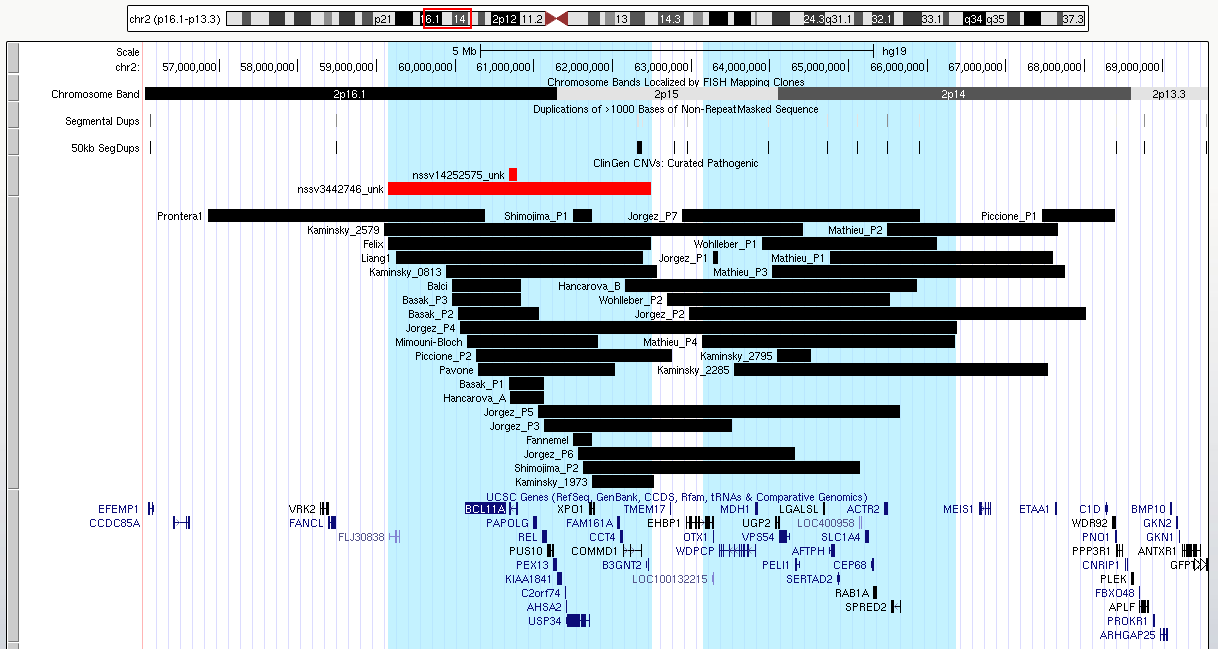 chr2 (p16.1-p13.3) p21 16.1 14 2p12 11.2 13 14.3 24.3 q31.1 32.1 33.1 q34 q35 37.3
Scale 5 Mb hg19
chr2: 57,000,000 58,000,000 59,000,000 60,000,000 61,000,000 62,000,000 63,000,000 64,000,000 65,000,000 66,000,000 67,000,000 68,000,000 69,000,000
Chromosome Bands Localized by FISH Mapping Clones
Chromosome Band 2p16.1 2p15 2p14 2p13.3
Duplications of >1000 Bases of Non-RepeatMasked Sequence
Segmental Dups
50kb SegDups
ClinGen CNVs: Curated Pathogenic
nssv14252575_unk
nssv3442746_unk
Prontera1 Shimojima_P1 Jorgez_P7 Piccione_P1
Kaminsky_2579 Mathieu_P2
Felix Wohlleber_P1
Liang1 Jorgez_P1 Mathieu_P1
Kaminsky_0813 Mathieu_P3
Balci Hancarova_B
Basak_P3 Wohlleber_P2
Basak_P2 Jorgez_P2
Jorgez_P4
Mimouni-Bloch Mathieu_P4
Piccione_P2 Kaminsky_2795
Pavone Kaminsky_2285
Basak_P1
Hancarova_A
Jorgez_P5
Jorgez_P3
Fannemel
Jorgez_P6
Shimojima_P2
Kaminsky_1973
UCSC Genes (RefSeq, GenBank, CCDS, Rfam, tRNAs & Comparative Genomics)
EFEMP1 VRK2 BCL11A XPO1 TMEM17 MDH1 LGALSL ACTR2 MEIS1 ETAA1 C1D BMP10
CCDC85A FANCL PAPOLG FAM161A EHBP1 UGP2 LOC400958 WDR92 GKN2
FLJ30838 REL CCT4 OTX1 VPS54 SLC1A4 PNO1 GKN1
PUS10 COMMD1 WDPCP AFTPH PPP3R1 ANTXR1
PEX13 B3GNT2 PELI1 CEP68 CNRIP1 GFPT1
KIAA1841 LOC100132215 SERTAD2 PLEK
C2orf74 RAB1A FBXO48
AHSA2 SPRED2 APLF
USP34 PROKR1
ARHGAP25